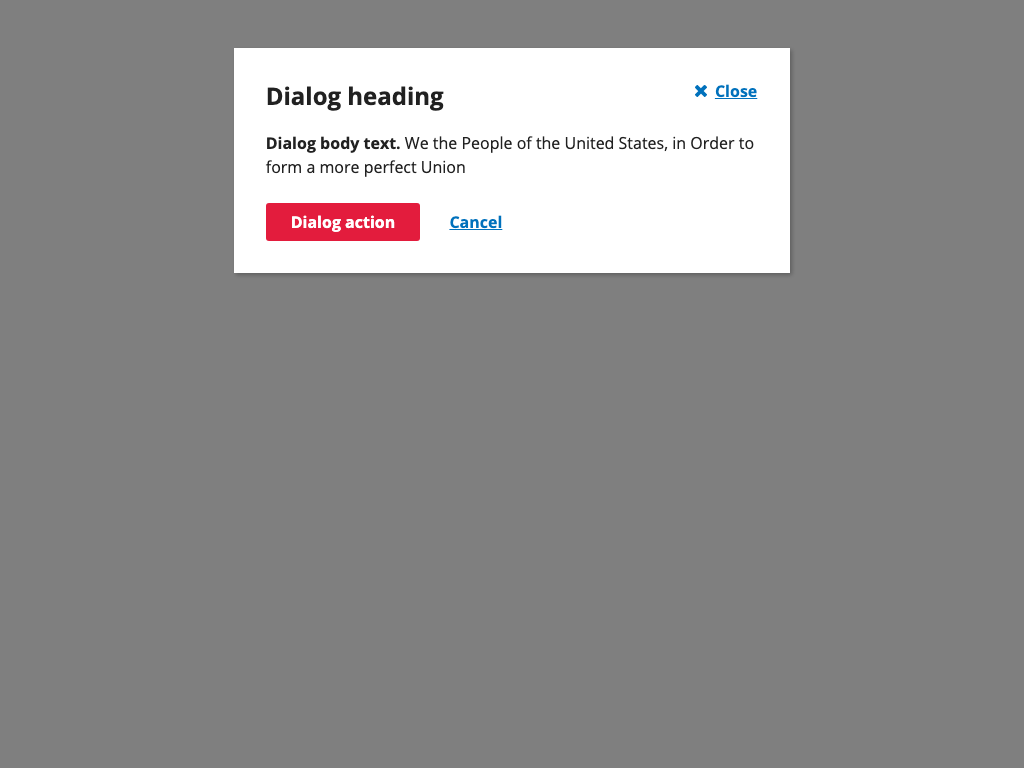 Dialog heading
Close
Dialog body text. We the People of the United States, in Order to
form a more perfect Union
Dialog action
Cancel